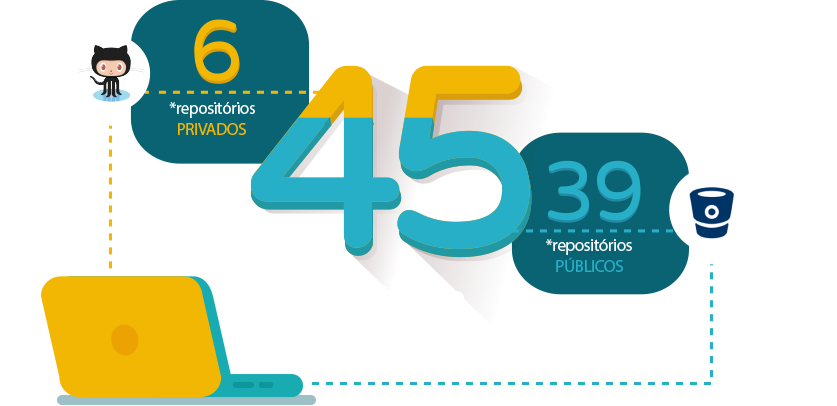 6
*repositórios
PRIVADOS
45
39
*repositórios
PÚBLICOS